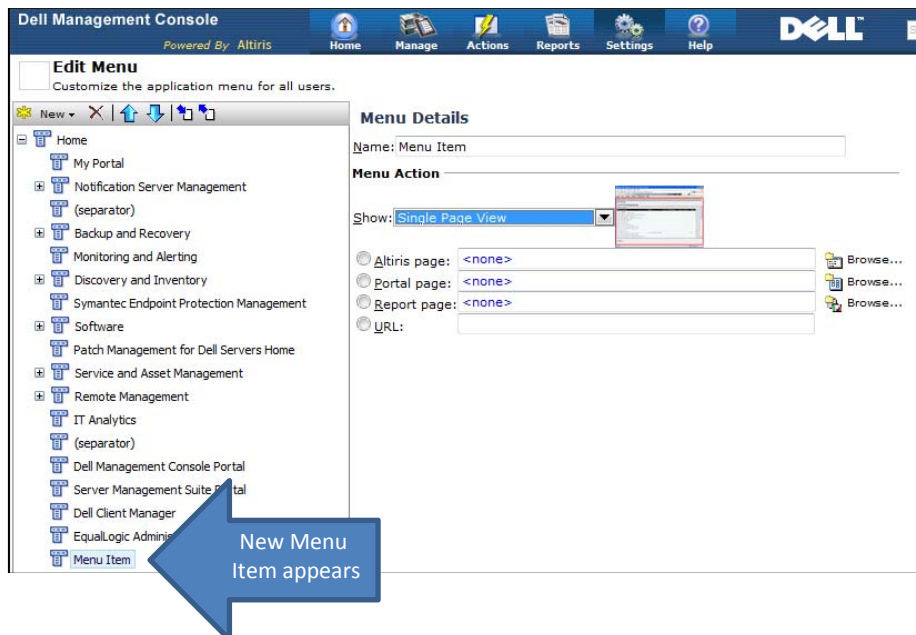 Dell Management Console
Powered By Altiris
Home
Manage
Actions
Reports
Settings
Help
DELL™
Edit Menu
Customize the application menu for all users.
New
Home
My Portal
Notification Server Management
(separator)
Backup and Recovery
Monitoring and Alerting
Discovery and Inventory
Symantec Endpoint Protection Management
Software
Patch Management for Dell Servers Home
Service and Asset Management
Remote Management
IT Analytics
(separator)
Dell Management Console Portal
Server Management Suite
Dell Client Manager
EqualLogic
Menu Item
Menu Details
Name: Menu Item
Menu Action
Show: Single Page View
Altiris page: <none> Browse...
Portal page: <none> Browse...
Report page: <none> Browse...
URL:
New Menu
Item appears